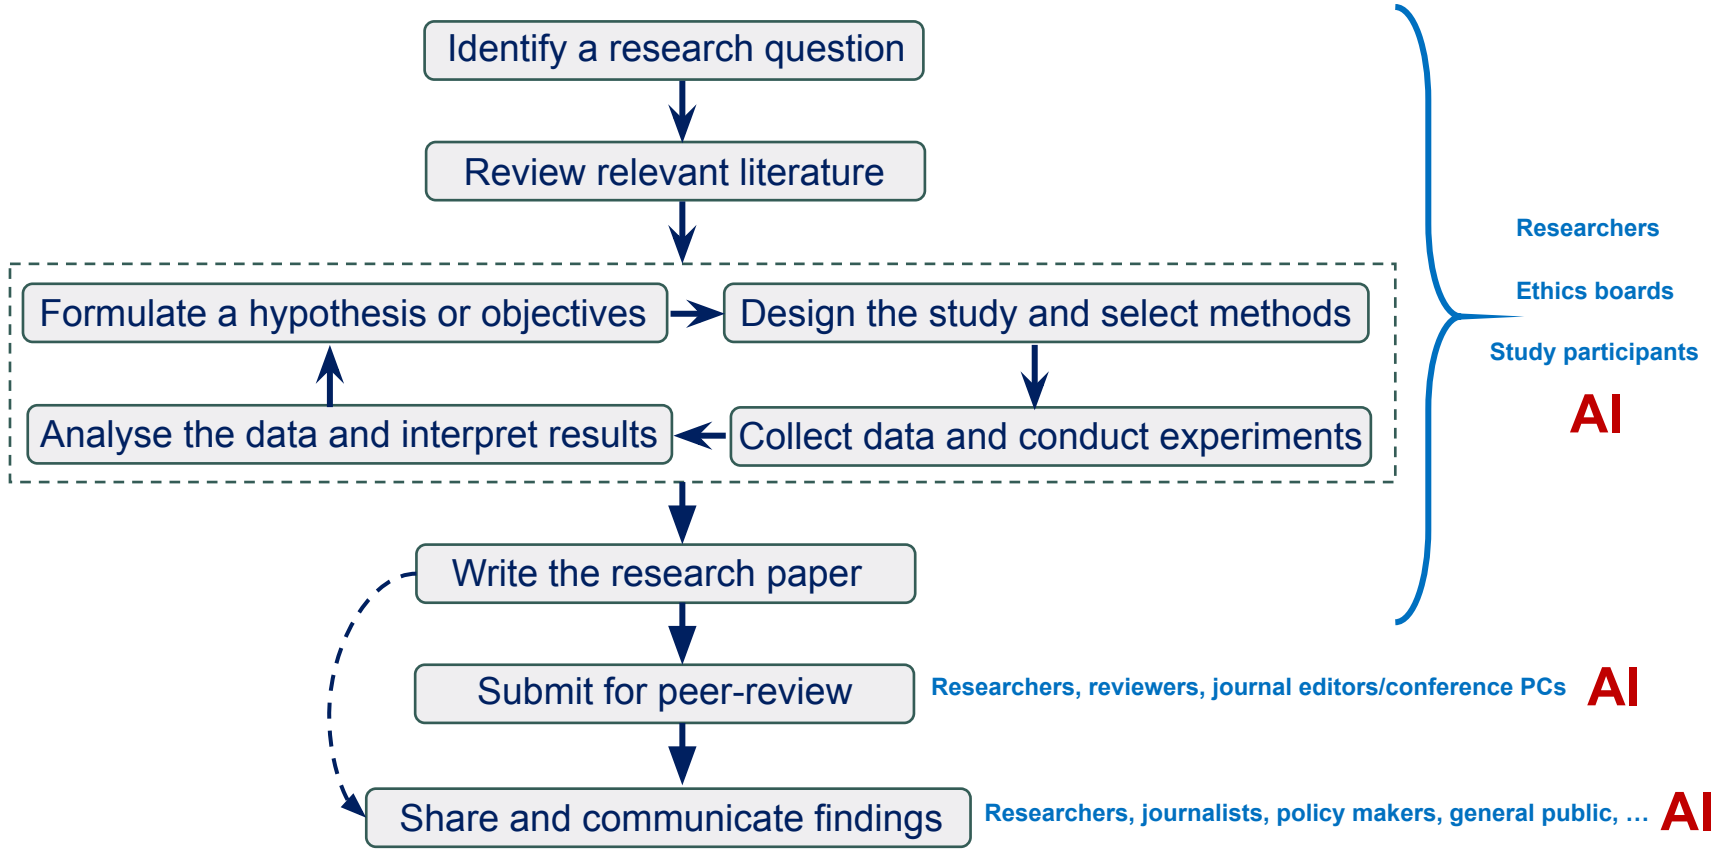 Identify a research question
Review relevant literature
Formulate a hypothesis or objectives
Design the study and select methods
Analyse the data and interpret results
Collect data and conduct experiments
Researchers
Ethics boards
Study participants
AI
Write the research paper
Submit for peer-review
Researchers, reviewers, journal editors/conference PCs
AI
Share and communicate findings
Researchers, journalists, policy makers, general public, …
AI